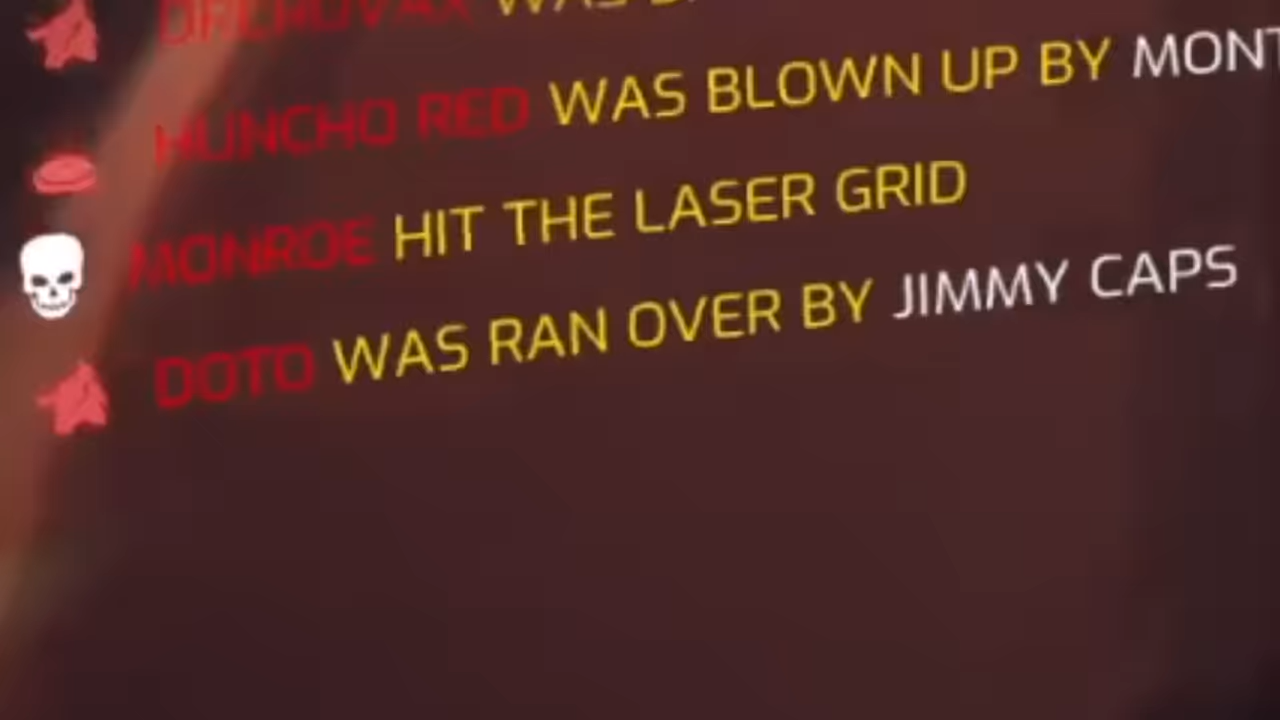 WAS
HUNCHO RED WAS BLOWN UP BY MONT
MONROE HIT THE LASER GRID
DOTO WAS RAN OVER BY JIMMY CAPS